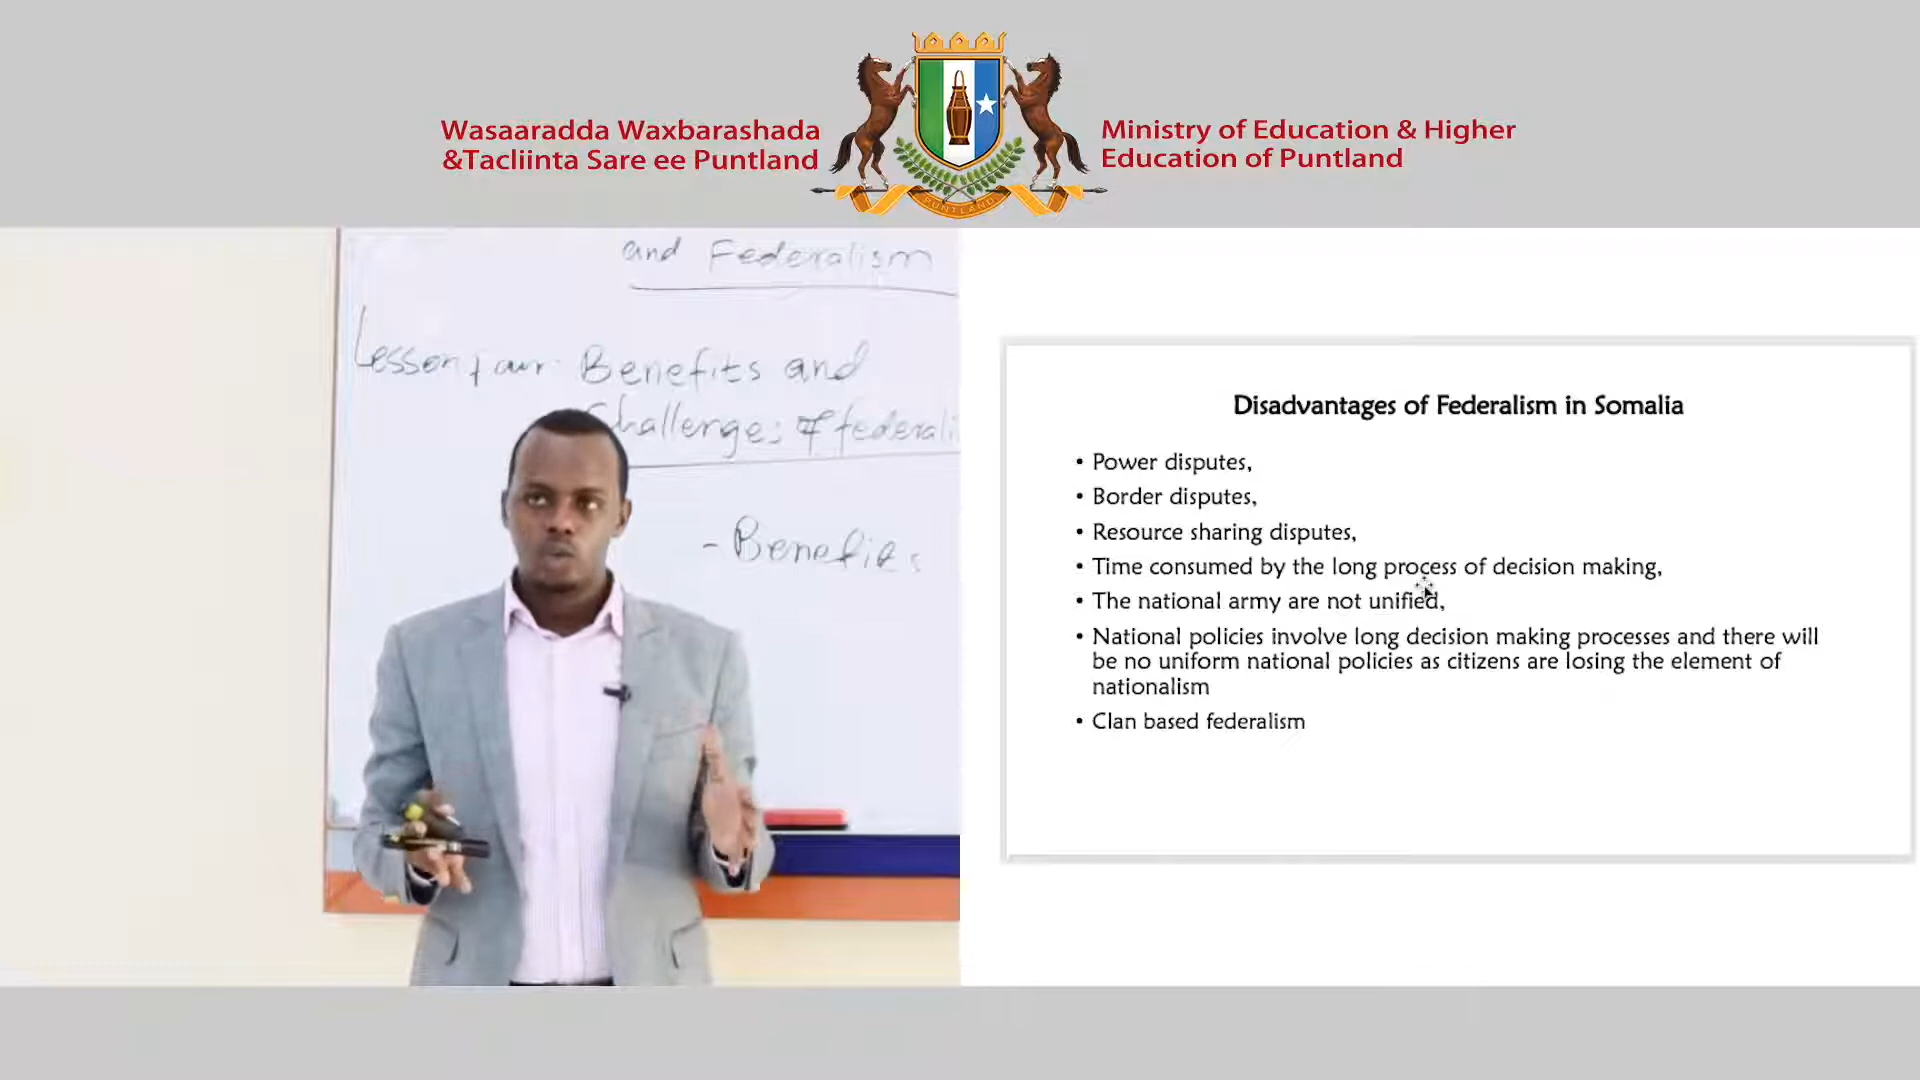 Wasaaradda Waxbarashada
&Tacliinta Sare ee Puntland
Ministry of Education & Higher
Education of Puntland
PUNTLAND
and Federalism
Lesson four: Benefits and
Challenges of federali
- Benefits
Disadvantages of Federalism in Somalia
• Power disputes,
• Border disputes,
• Resource sharing disputes,
• Time consumed by the long process of decision making,
• The national army are not unified,
• National policies involve long decision making processes and there will
be no uniform national policies as citizens are losing the element of
nationalism
• Clan based federalism